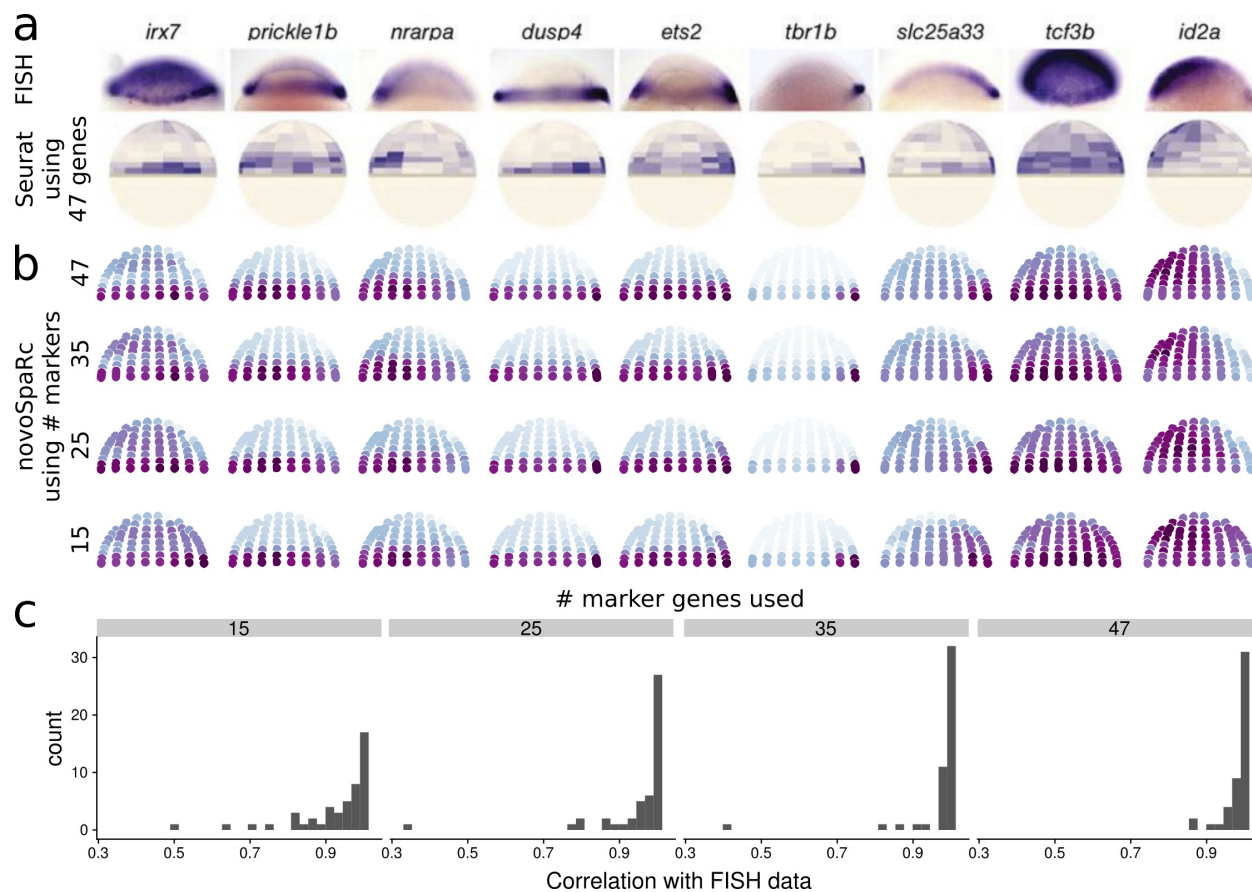 a
irx7 prickle1b nrarpa dusp4 ets2 tbr1b slc25a33 tcf3b id2a
FISH
Seurat
using
47 genes
b
novoSpaRc
using # markers
47
35
25
15
c
# marker genes used
15 25 35 47
count
30
20
10
0
0.3 0.5 0.7 0.9 0.3 0.5 0.7 0.9 0.3 0.5 0.7 0.9 0.3 0.5 0.7 0.9
Correlation with FISH data